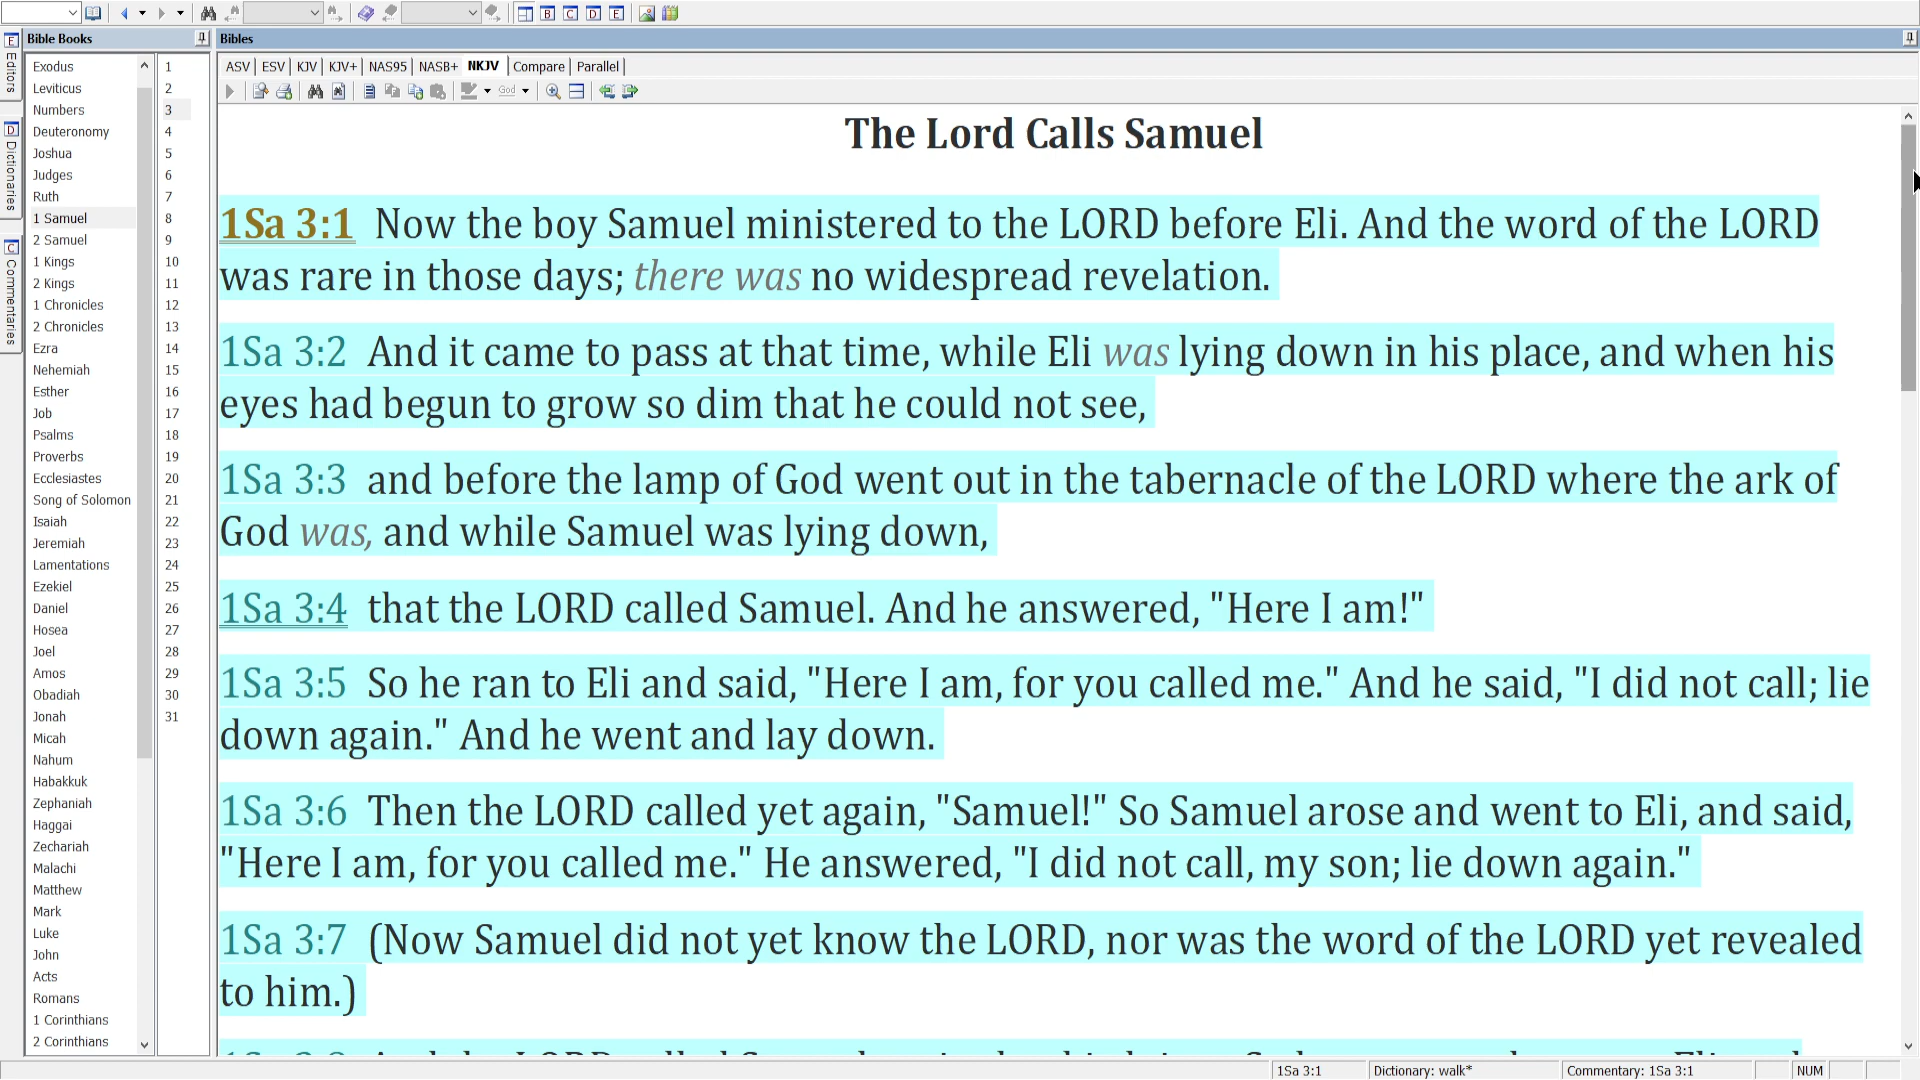 Bible Books
Bibles
Editors
Dictionaries
Commentaries
ASV
ESV
KJV
KJV+
NAS95
NASB+
NKJV
Compare
Parallel
God
Exodus
Leviticus
Numbers
Deuteronomy
Joshua
Judges
Ruth
1 Samuel
2 Samuel
1 Kings
2 Kings
1 Chronicles
2 Chronicles
Ezra
Nehemiah
Esther
Job
Psalms
Proverbs
Ecclesiastes
Song of Solomon
Isaiah
Jeremiah
Lamentations
Ezekiel
Daniel
Hosea
Joel
Amos
Obadiah
Jonah
Micah
Nahum
Habakkuk
Zephaniah
Haggai
Zechariah
Malachi
Matthew
Mark
Luke
John
Acts
Romans
1 Corinthians
2 Corinthians
1
2
3
4
5
6
7
8
9
10
11
12
13
14
15
16
17
18
19
20
21
22
23
24
25
26
27
28
29
30
31
The Lord Calls Samuel
1Sa 3:1 Now the boy Samuel ministered to the LORD before Eli. And the word of the LORD
was rare in those days; there was no widespread revelation.
1Sa 3:2 And it came to pass at that time, while Eli was lying down in his place, and when his
eyes had begun to grow so dim that he could not see,
1Sa 3:3 and before the lamp of God went out in the tabernacle of the LORD where the ark of
God was, and while Samuel was lying down,
1Sa 3:4 that the LORD called Samuel. And he answered, "Here I am!"
1Sa 3:5 So he ran to Eli and said, "Here I am, for you called me." And he said, "I did not call; lie
down again." And he went and lay down.
1Sa 3:6 Then the LORD called yet again, "Samuel!" So Samuel arose and went to Eli, and said,
"Here I am, for you called me." He answered, "I did not call, my son; lie down again."
1Sa 3:7 (Now Samuel did not yet know the LORD, nor was the word of the LORD yet revealed
to him.)
1Sa 3:1
Dictionary: walk*
Commentary: 1Sa 3:1
NUM